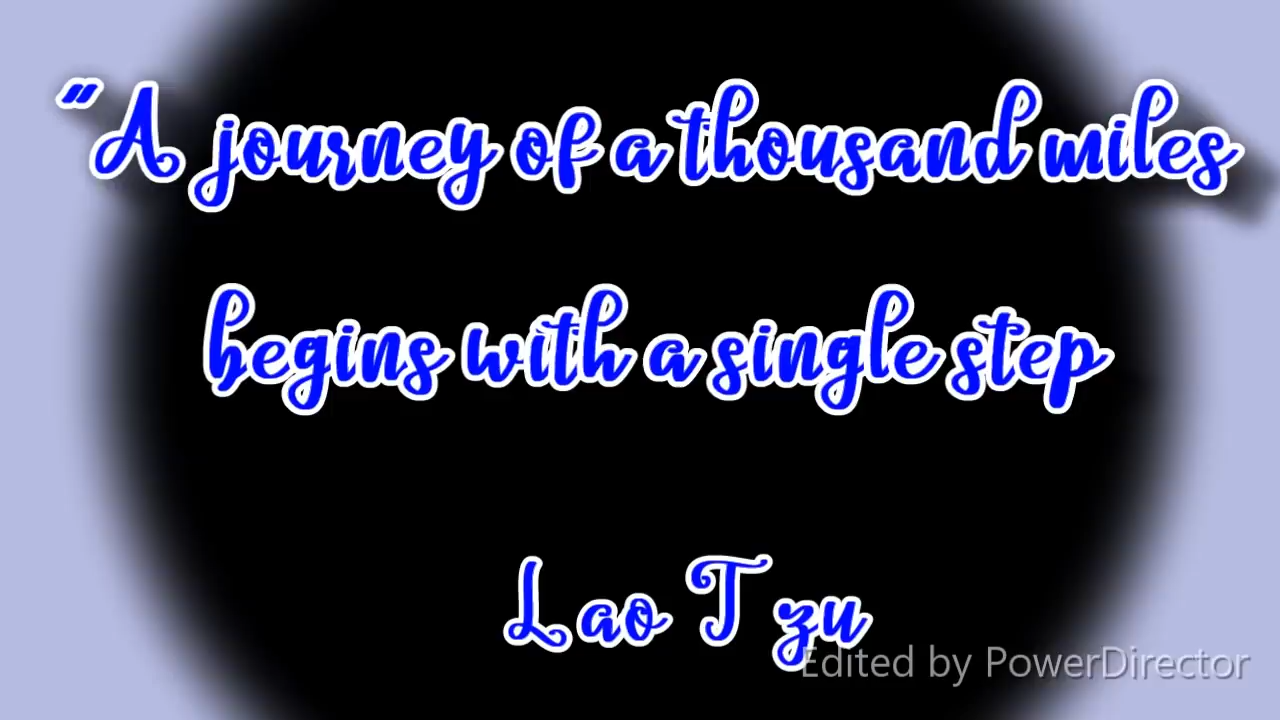 "A journey of a thousand miles
begins with a single step
Lao Tzu
Edited by PowerDirector